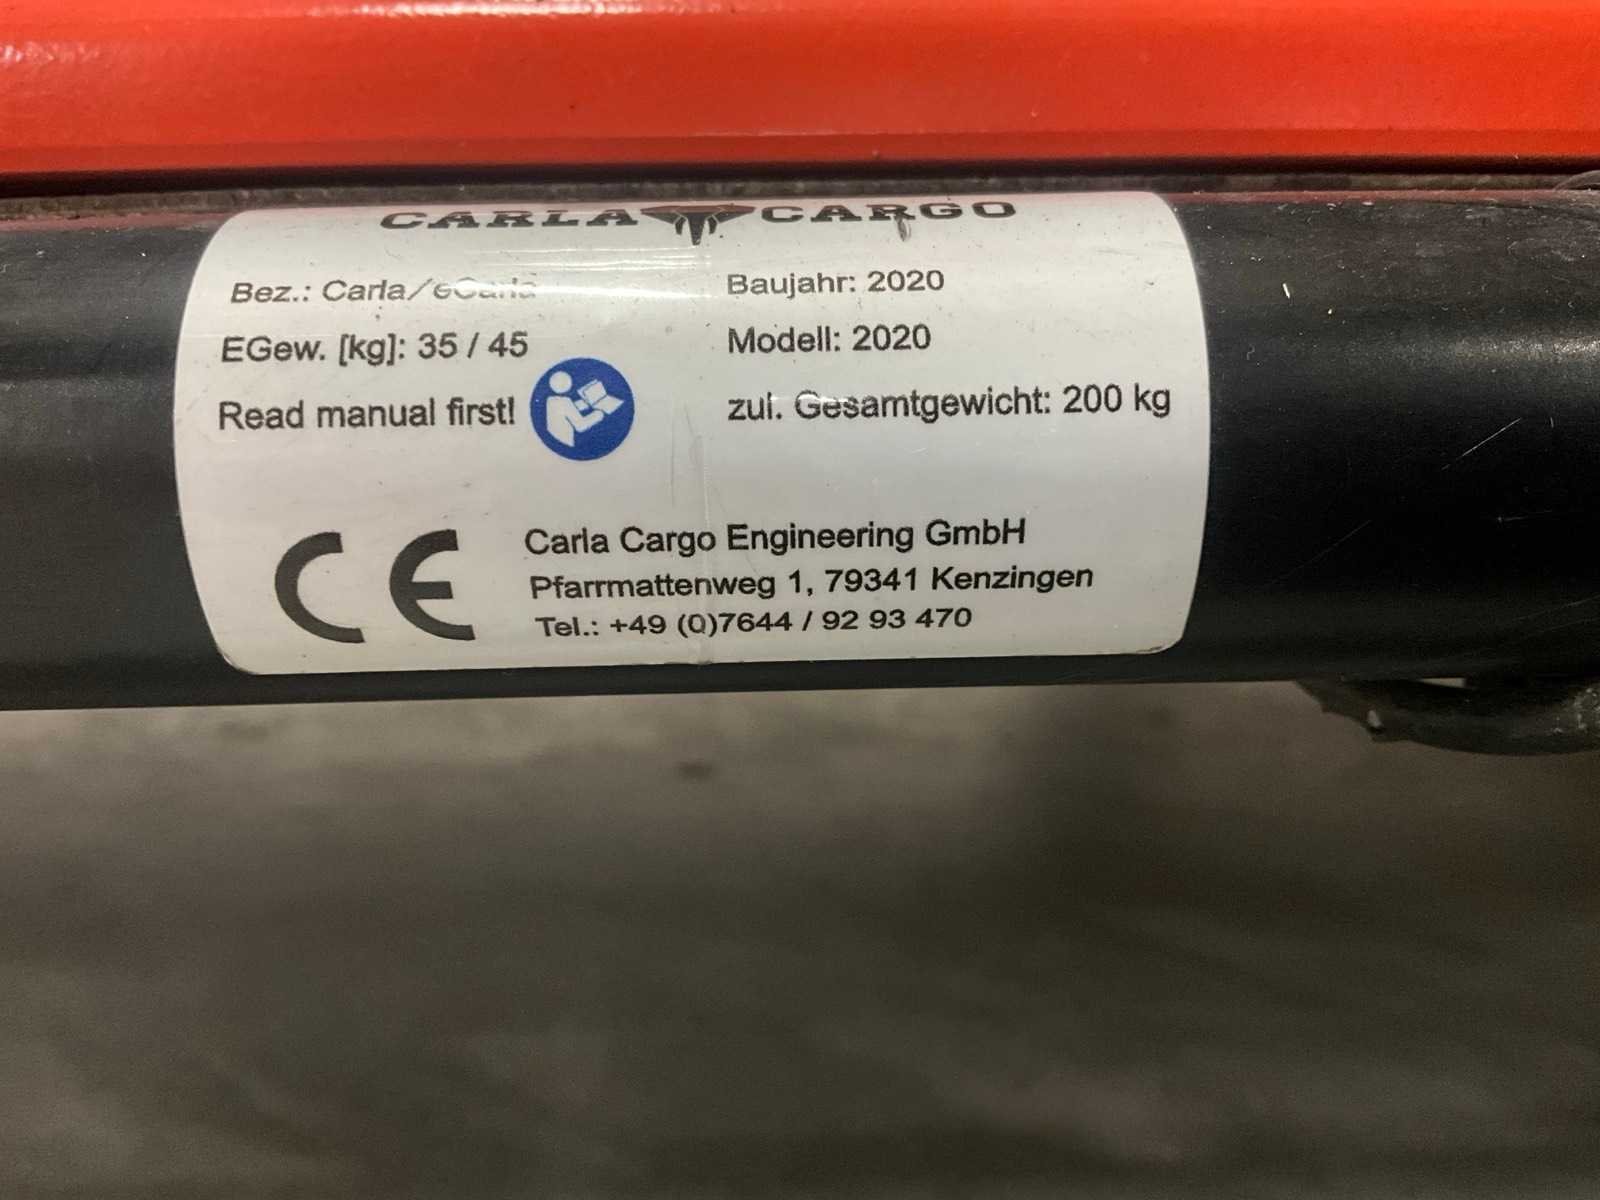 CARLA CARGO
Bez.: Carla/eCarla
Baujahr: 2020
EGew. [kg]: 35 / 45
Modell: 2020
Read manual first!
zul. Gesamtgewicht: 200 kg
CE
Carla Cargo Engineering GmbH
Pfarrmattenweg 1, 79341 Kenzingen
Tel.: +49 (0)7644 / 92 93 470